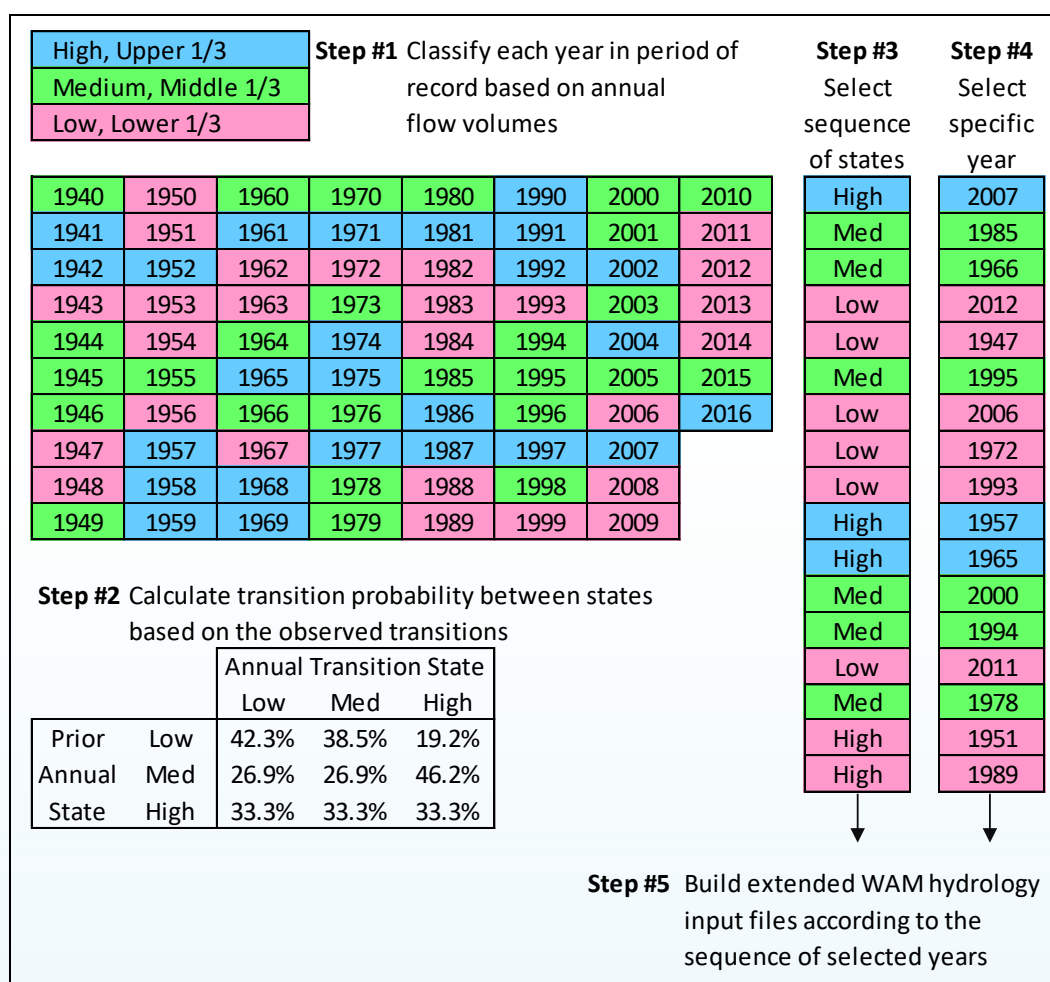 High, Upper 1/3
Medium, Middle 1/3
Low, Lower 1/3
Step #1 Classify each year in period of
record based on annual
flow volumes
Step #3
Select
sequence
of states
Step #4
Select
specific
year
1940 1950 1960 1970 1980 1990 2000 2010
1941 1951 1961 1971 1981 1991 2001 2011
1942 1952 1962 1972 1982 1992 2002 2012
1943 1953 1963 1973 1983 1993 2003 2013
1944 1954 1964 1974 1984 1994 2004 2014
1945 1955 1965 1975 1985 1995 2005 2015
1946 1956 1966 1976 1986 1996 2006 2016
1947 1957 1967 1977 1987 1997 2007
1948 1958 1968 1978 1988 1998 2008
1949 1959 1969 1979 1989 1999 2009
High 2007
Med 1985
Med 1966
Low 2012
Low 1947
Med 1995
Low 2006
Low 1972
Low 1993
High 1957
High 1965
Med 2000
Med 1994
Low 2011
Med 1978
High 1951
High 1989
Step #2 Calculate transition probability between states
based on the observed transitions
Annual Transition State
Low Med High
Prior Low 42.3% 38.5% 19.2%
Annual Med 26.9% 26.9% 46.2%
State High 33.3% 33.3% 33.3%
Step #5 Build extended WAM hydrology
input files according to the
sequence of selected years